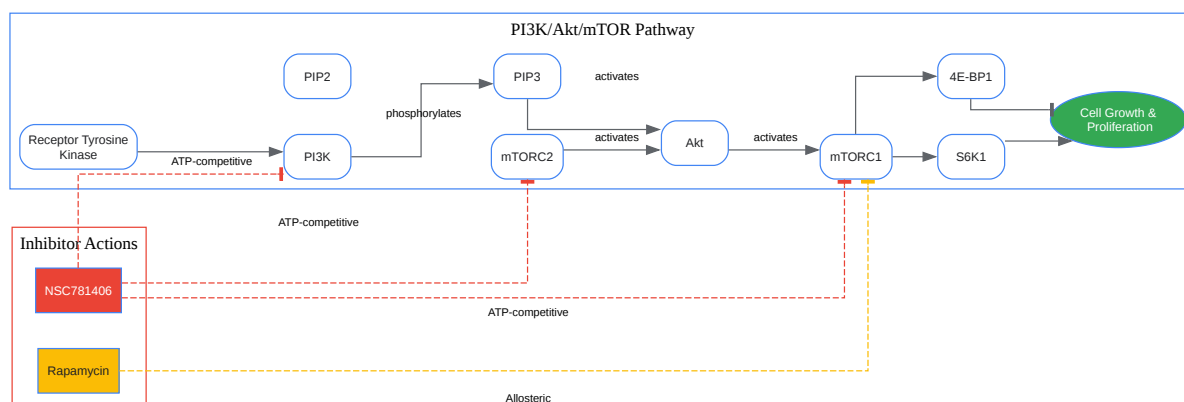 PI3K/Akt/mTOR Pathway
PIP2
PIP3
activates
4E-BP1
Cell Growth &
Proliferation
phosphorylates
Receptor Tyrosine
Kinase
ATP-competitive
PI3K
mTORC2
activates
Akt
activates
mTORC1
S6K1
ATP-competitive
Inhibitor Actions
NSC781406
ATP-competitive
Rapamycin
Allosteric